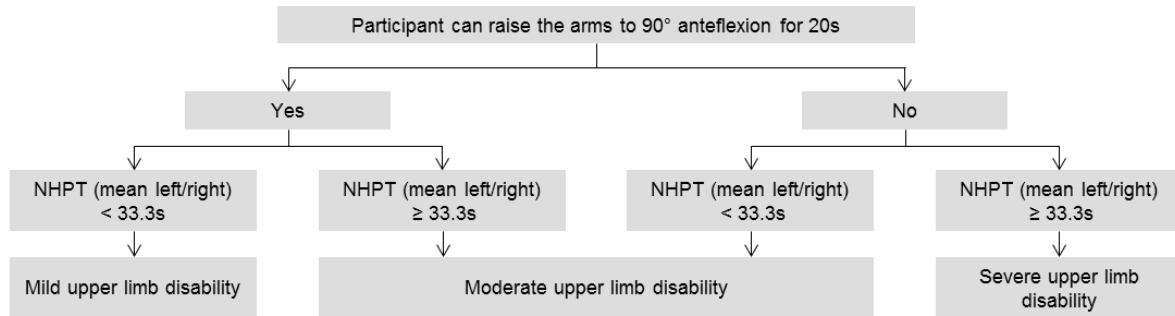 Participant can raise the arms to 90° anteflexion for 20s
Yes
No
NHPT (mean left/right)
< 33.3s
NHPT (mean left/right)
≥ 33.3s
NHPT (mean left/right)
< 33.3s
NHPT (mean left/right)
≥ 33.3s
Mild upper limb disability
Moderate upper limb disability
Severe upper limb
disability